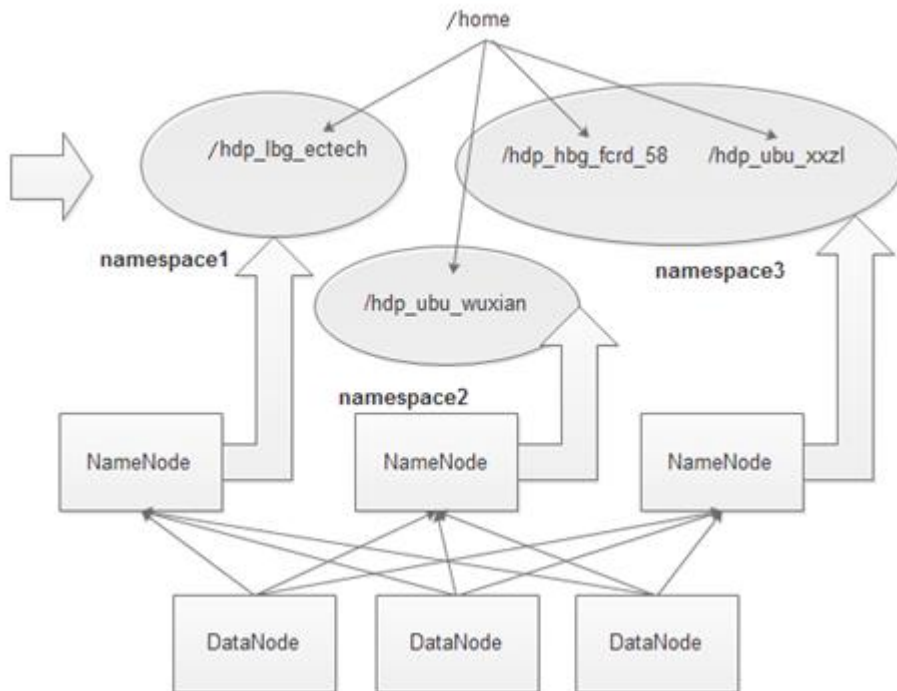 /home
/hdp_lbg_ectech
/hdp_hbg_fcrd_58
/hdp_ubu_xxzl
namespace1
namespace3
/hdp_ubu_wuxian
namespace2
NameNode
NameNode
NameNode
DataNode
DataNode
DataNode